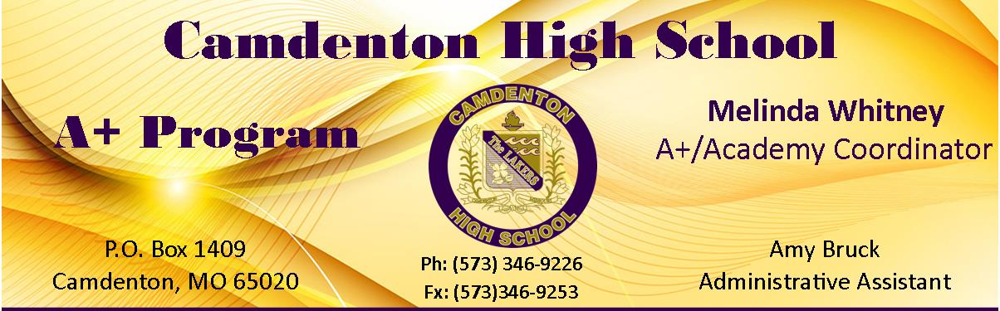 Camdenton High School
A+ Program
Melinda Whitney
A+/Academy Coordinator
CAMDENTON
The LAKERS
HIGH SCHOOL
P.O. Box 1409
Camdenton, MO 65020
Ph: (573) 346-9226
Fx: (573)346-9253
Amy Bruck
Administrative Assistant